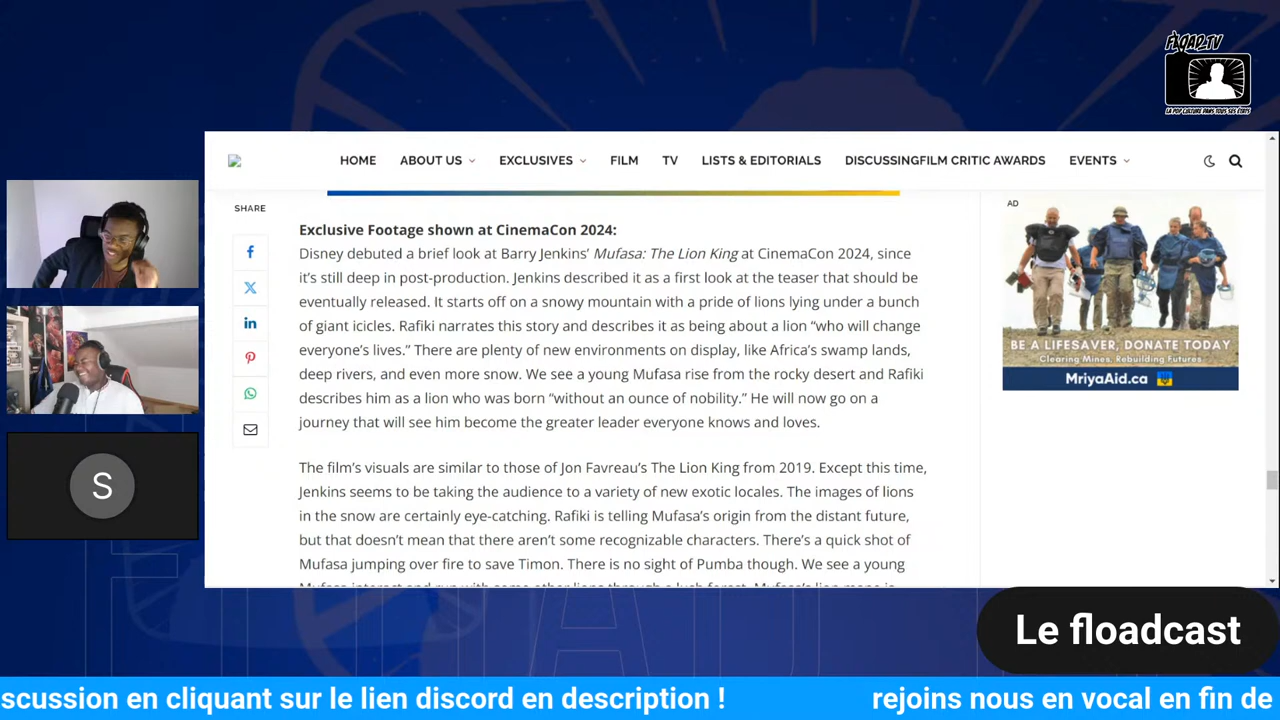 FLOAD.TV
LA POP CULTURE DANS TOUS SES ÉTATS
HOME ABOUT US EXCLUSIVES FILM TV LISTS & EDITORIALS DISCUSSINGFILM CRITIC AWARDS EVENTS
SHARE
Exclusive Footage shown at CinemaCon 2024:
Disney debuted a brief look at Barry Jenkins’ Mufasa: The Lion King at CinemaCon 2024, since
it’s still deep in post-production. Jenkins described it as a first look at the teaser that should be
eventually released. It starts off on a snowy mountain with a pride of lions lying under a bunch
of giant icicles. Rafiki narrates this story and describes it as being about a lion “who will change
everyone’s lives.” There are plenty of new environments on display, like Africa’s swamp lands,
deep rivers, and even more snow. We see a young Mufasa rise from the rocky desert and Rafiki
describes him as a lion who was born “without an ounce of nobility.” He will now go on a
journey that will see him become the greater leader everyone knows and loves.
The film’s visuals are similar to those of Jon Favreau’s The Lion King from 2019. Except this time,
Jenkins seems to be taking the audience to a variety of new exotic locales. The images of lions
in the snow are certainly eye-catching. Rafiki is telling Mufasa’s origin from the distant future,
but that doesn’t mean that there aren’t some recognizable characters. There’s a quick shot of
Mufasa jumping over fire to save Timon. There is no sight of Pumba though. We see a young
AD
BE A LIFESAVER, DONATE TODAY
Clearing Mines, Rebuilding Futures
MriyaAid.ca
S
Le floadcast
scussion en cliquant sur le lien discord en description ! rejoins nous en vocal en fin de